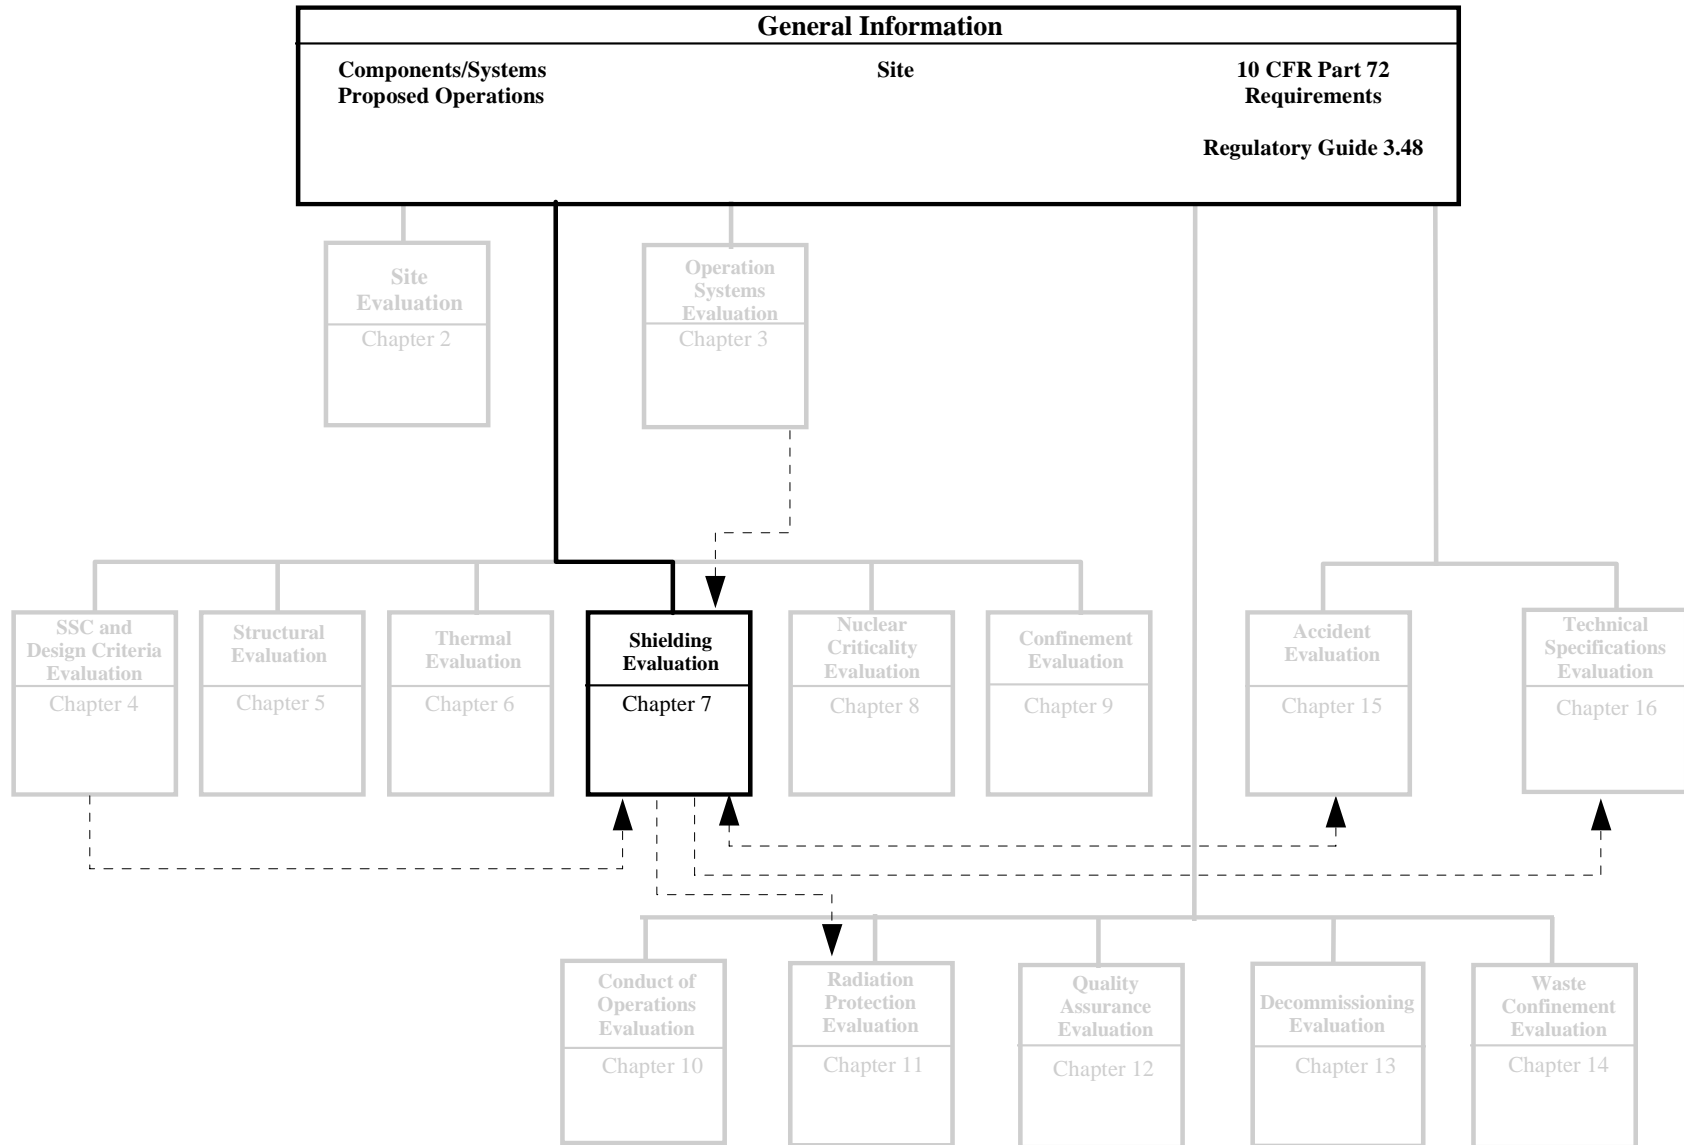 General Information
Components/Systems
Proposed Operations
Site
10 CFR Part 72
Requirements
Regulatory Guide 3.48
Site
Evaluation
Chapter 2
Operation
Systems
Evaluation
Chapter 3
SSC and
Design Criteria
Evaluation
Chapter 4
Structural
Evaluation
Chapter 5
Thermal
Evaluation
Chapter 6
Shielding
Evaluation
Chapter 7
Nuclear
Criticality
Evaluation
Chapter 8
Confinement
Evaluation
Chapter 9
Accident
Evaluation
Chapter 15
Technical
Specifications
Evaluation
Chapter 16
Conduct of
Operations
Evaluation
Chapter 10
Radiation
Protection
Evaluation
Chapter 11
Quality
Assurance
Evaluation
Chapter 12
Decommissioning
Evaluation
Chapter 13
Waste
Confinement
Evaluation
Chapter 14